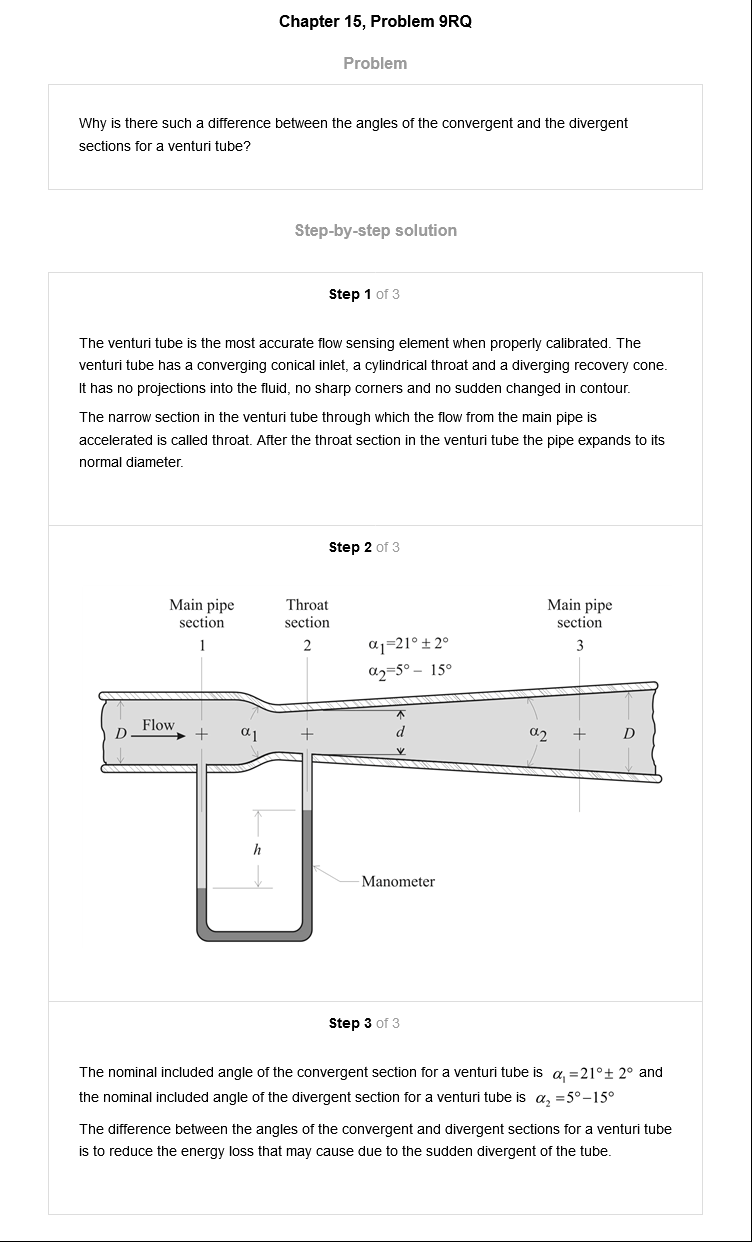 Chapter 15, Problem 9RQ
Problem
Why is there such a difference between the angles of the convergent and the divergent
sections for a venturi tube?
Step-by-step solution
Step 1 of 3
The venturi tube is the most accurate flow sensing element when properly calibrated. The
venturi tube has a converging conical inlet, a cylindrical throat and a diverging recovery cone.
It has no projections into the fluid, no sharp corners and no sudden changed in contour.
The narrow section in the venturi tube through which the flow from the main pipe is
accelerated is called throat. After the throat section in the venturi tube the pipe expands to its
normal diameter.
Step 2 of 3
Main pipe
section
1
Throat
section
2
α₁=21° ± 2°
α₂=5° – 15°
Main pipe
section
3
D
Flow
α₁
d
α₂
D
h
Manometer
Step 3 of 3
The nominal included angle of the convergent section for a venturi tube is α₁ =21°± 2° and
the nominal included angle of the divergent section for a venturi tube is α₂ =5°–15°
The difference between the angles of the convergent and divergent sections for a venturi tube
is to reduce the energy loss that may cause due to the sudden divergent of the tube.